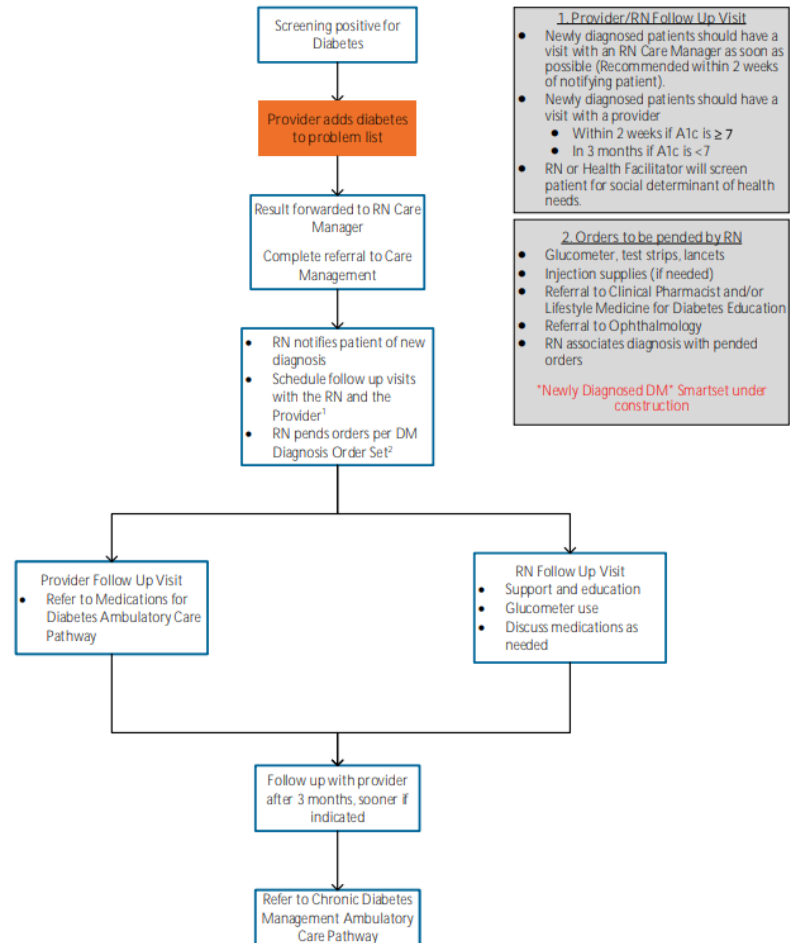 Screening positive for
Diabetes
Provider adds diabetes
to problem list
Result forwarded to RN Care
Manager
Complete referral to Care
Management
• RN notifies patient of new
diagnosis
• Schedule follow up visits
with the RN and the
Provider¹
• RN pends orders per DM
Diagnosis Order Set²
Provider Follow Up Visit
• Refer to Medications for
Diabetes Ambulatory Care
Pathway
RN Follow Up Visit
• Support and education
• Glucometer use
• Discuss medications as
needed
Follow up with provider
after 3 months, sooner if
indicated
Refer to Chronic Diabetes
Management Ambulatory
Care Pathway
1. Provider/RN Follow Up Visit
• Newly diagnosed patients should have a
visit with an RN Care Manager as soon as
possible (Recommended within 2 weeks
of notifying patient).
• Newly diagnosed patients should have a
visit with a provider
• Within 2 weeks if A1c is ≥ 7
• In 3 months if A1c is <7
• RN or Health Facilitator will screen
patient for social determinant of health
needs.
2. Orders to be pended by RN
• Glucometer, test strips, lancets
• Injection supplies (if needed)
• Referral to Clinical Pharmacist and/or
Lifestyle Medicine for Diabetes Education
• Referral to Ophthalmology
• RN associates diagnosis with pended
orders
"Newly Diagnosed DM" Smartset under
construction